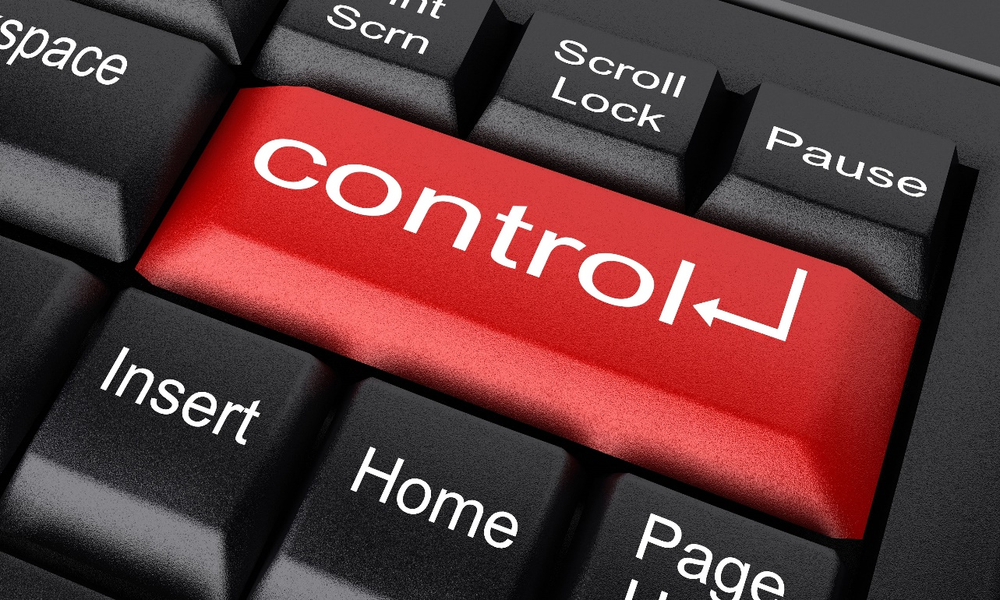 space
Scrn
Scroll
Lock
Pause
control
Insert
Home
Page